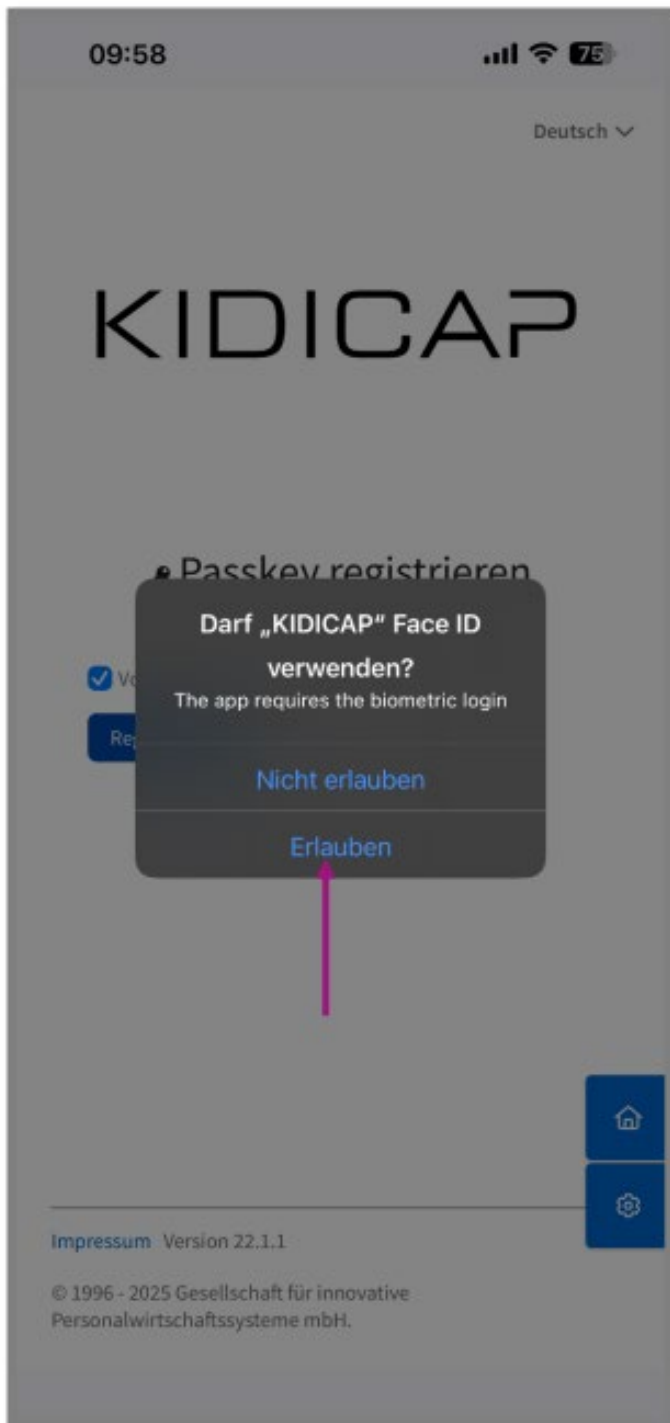 09:58 75
Deutsch
KIDICAP
Passkey registrieren
Darf „KIDICAP“ Face ID
verwenden?
The app requires the biometric login
Nicht erlauben
Erlauben
Impressum Version 22.1.1
© 1996 - 2025 Gesellschaft für innovative
Personalwirtschaftssysteme mbH.